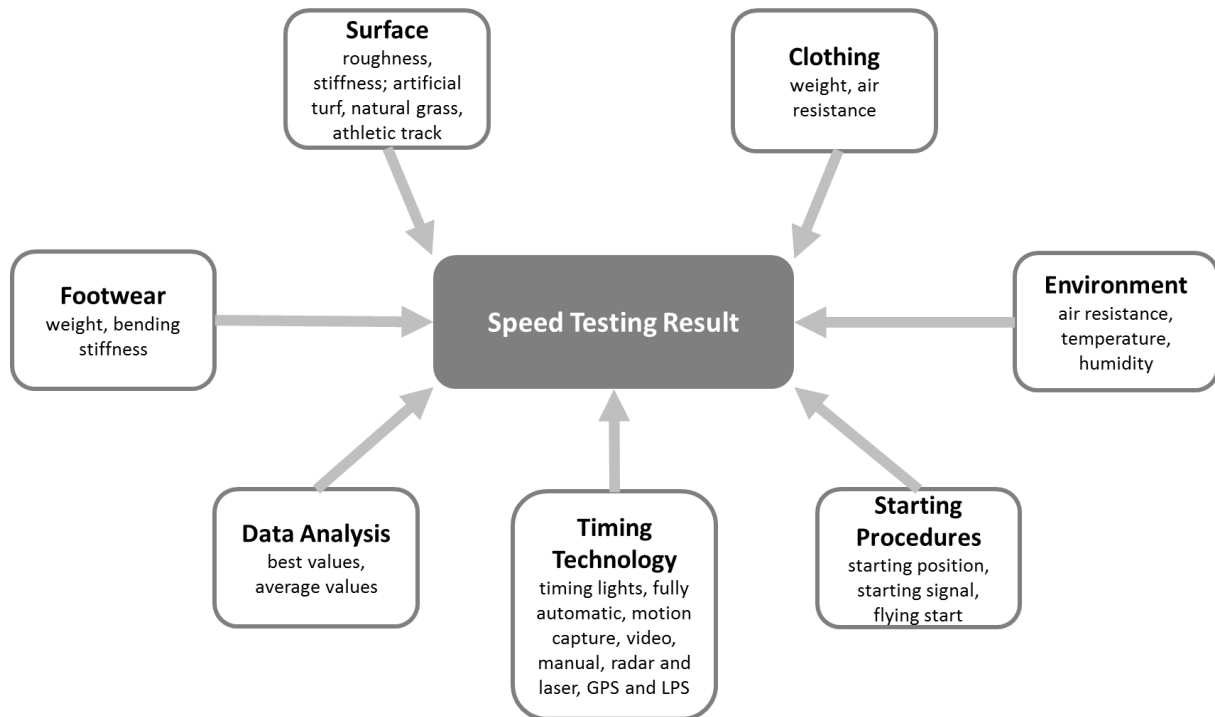 Surface
roughness,
stiffness; artificial
turf, natural grass,
athletic track
Clothing
weight, air
resistance
Footwear
weight, bending
stiffness
Speed Testing Result
Environment
air resistance,
temperature,
humidity
Data Analysis
best values,
average values
Timing
Technology
timing lights, fully
automatic, motion
capture, video,
manual, radar and
laser, GPS and LPS
Starting
Procedures
starting position,
starting signal,
flying start